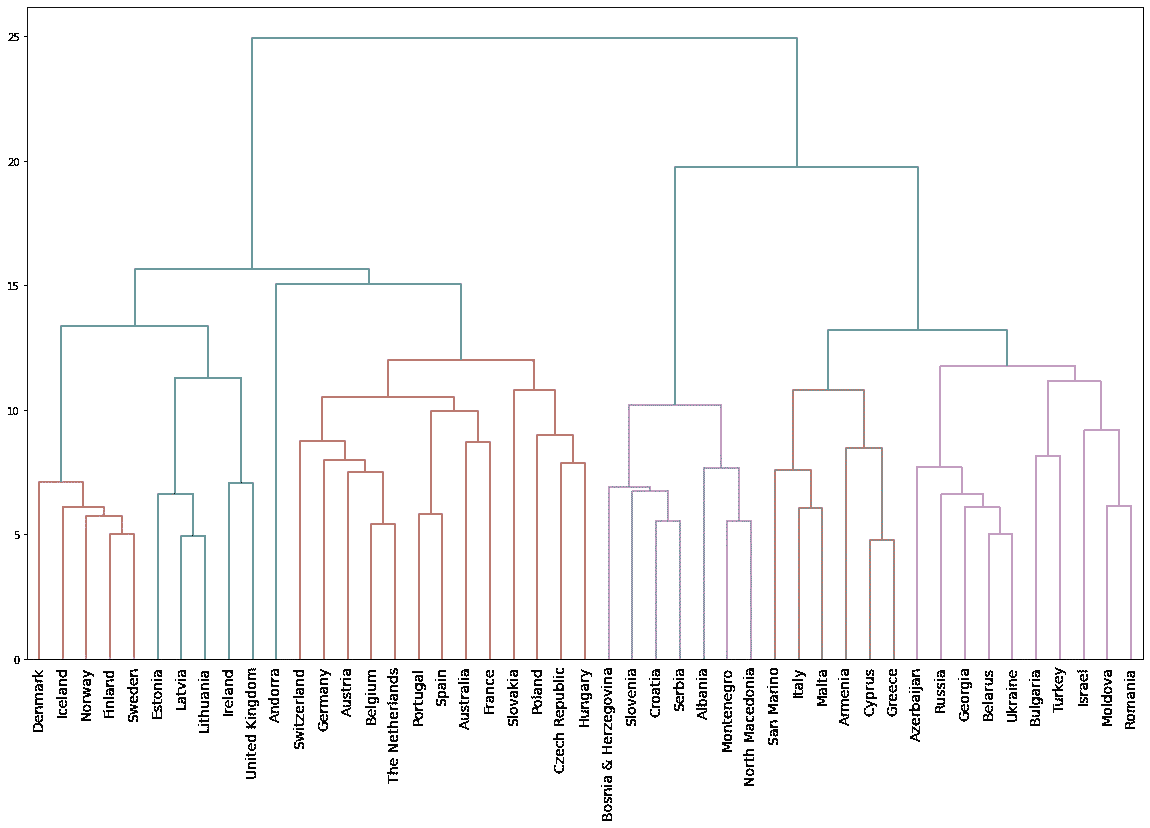 25
20
15
10
5
0
Denmark
Iceland
Norway
Finland
Sweden
Estonia
Latvia
Lithuania
Ireland
United Kingdom
Andorra
Switzerland
Germany
Austria
Belgium
The Netherlands
Portugal
Spain
Australia
France
Slovakia
Poland
Czech Republic
Hungary
Bosnia & Herzegovina
Slovenia
Croatia
Serbia
Albania
Montenegro
North Macedonia
San Marino
Italy
Malta
Armenia
Cyprus
Greece
Azerbaijan
Russia
Georgia
Belarus
Ukraine
Bulgaria
Turkey
Israel
Moldova
Romania